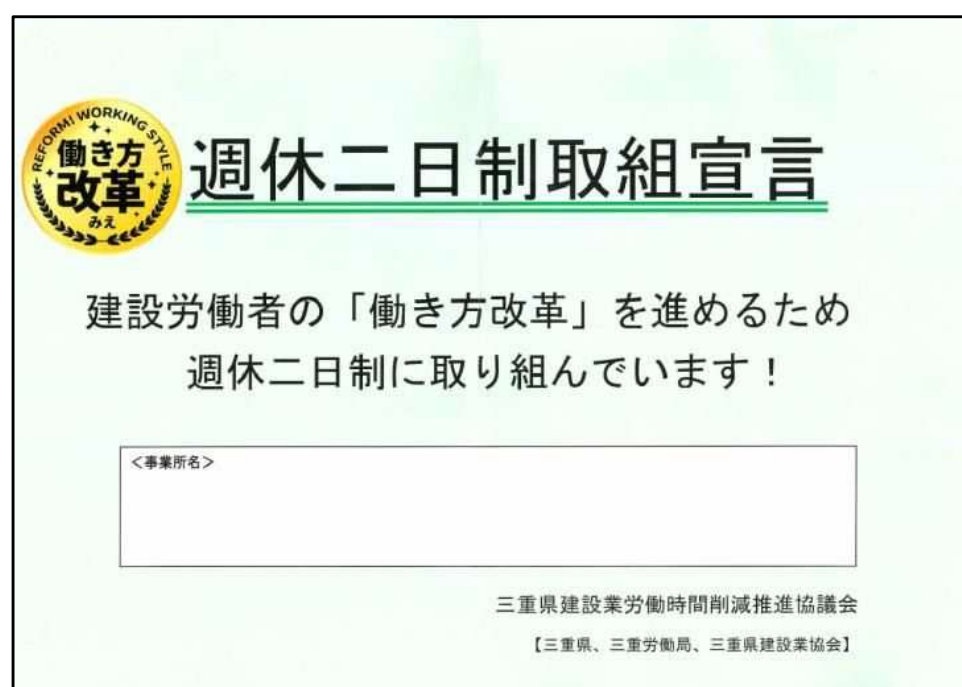 REFORM! WORKING STYLE
働き方
改革
みえ
週休二日制取組宣言
建設労働者の「働き方改革」を進めるため
週休二日制に取り組んでいます！
＜事業所名＞
三重県建設業労働時間削減推進協議会
【三重県、三重労働局、三重県建設業協会】